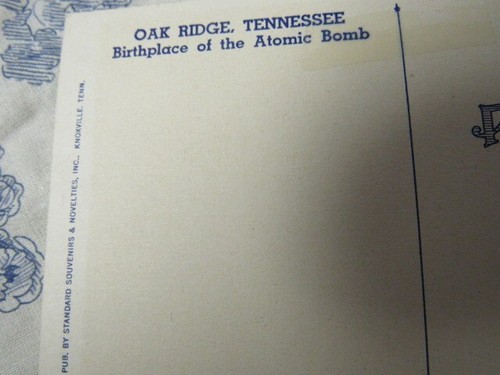 OAK RIDGE, TENNESSEE
Birthplace of the Atomic Bomb
PUB. BY STANDARD SOUVENIRS & NOVELTIES, INC., KNOXVILLE, TENN.